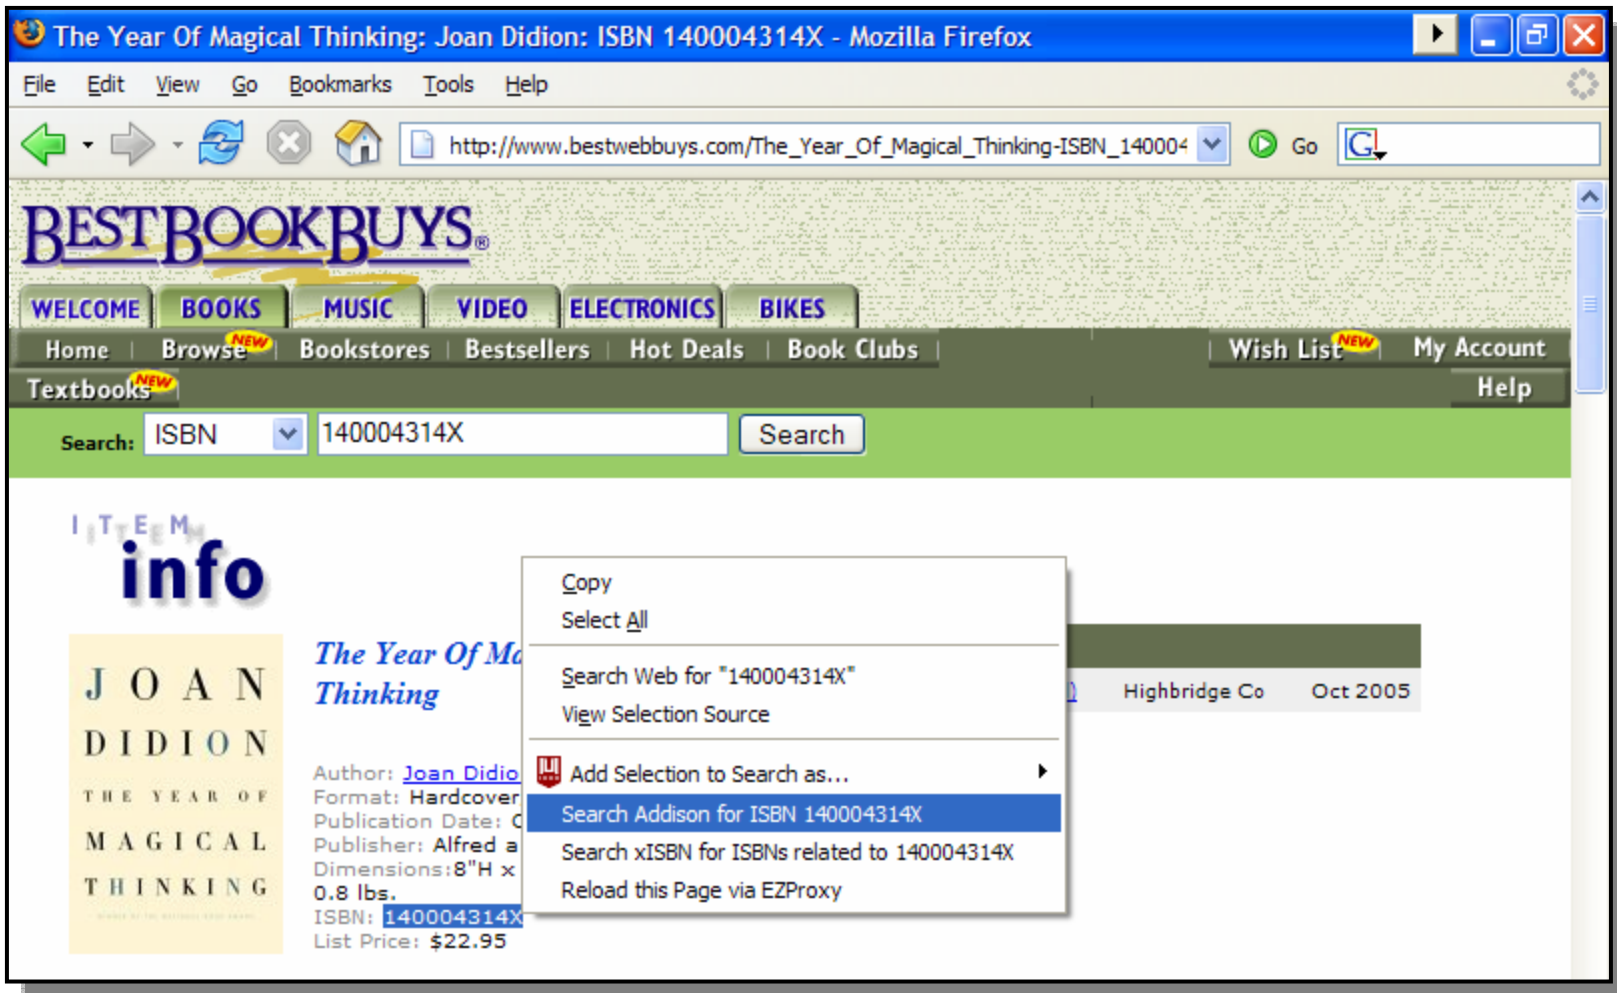 The Year Of Magical Thinking: Joan Didion: ISBN 140004314X - Mozilla Firefox
File Edit View Go Bookmarks Tools Help
http://www.bestwebbuys.com/The_Year_Of_Magical_Thinking-ISBN_14000 Go G
BESTBOOKBUYS®
WELCOME BOOKS MUSIC VIDEO ELECTRONICS BIKES
Home Browse NEW Bookstores Bestsellers Hot Deals Book Clubs Wish List NEW My Account
Textbooks NEW Help
Search: ISBN 140004314X Search
ITEM
info
JOAN
DIDION
THE YEAR OF
MAGICAL
THINKING
The Year Of Ma
Thinking
Highbridge Co Oct 2005
Author: Joan Didio
Format: Hardcover,
Publication Date: O
Publisher: Alfred a
Dimensions:8"H x
0.8 lbs.
ISBN: 140004314X
List Price: $22.95
Copy
Select All
Search Web for "140004314X"
View Selection Source
Add Selection to Search as...
Search Addison for ISBN 140004314X
Search xISBN for ISBNs related to 140004314X
Reload this Page via EZProxy